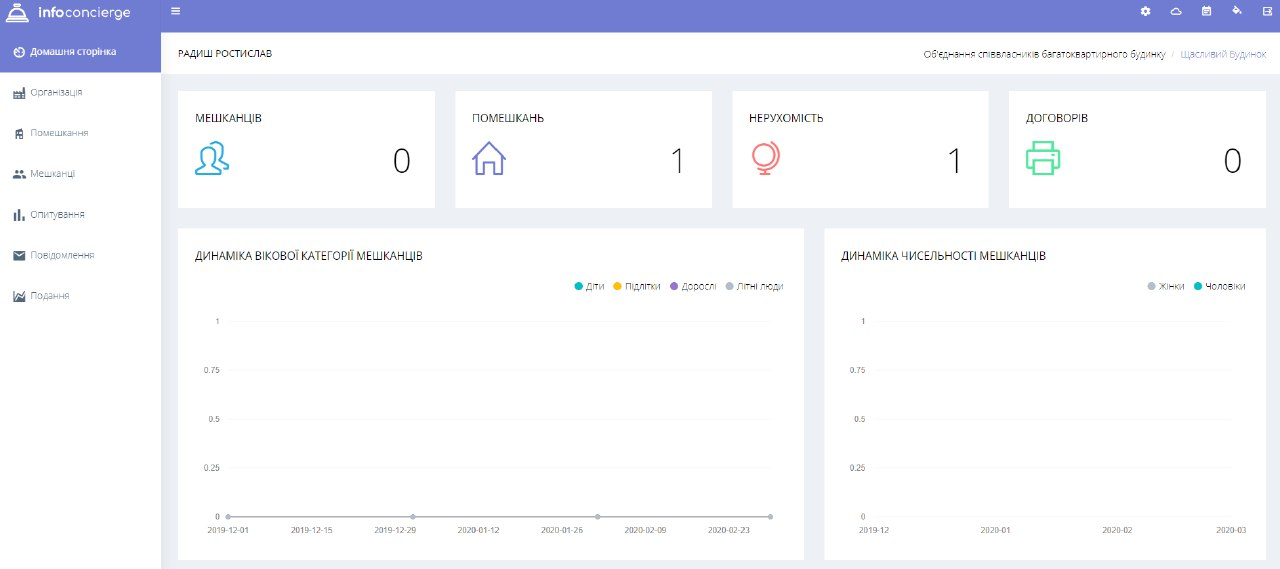 infoconcierge
Домашня сторінка
Організація
Помешкання
Мешканці
Опитування
Повідомлення
Подання
РАДИШ РОСТИСЛАВ
Об'єднання співвласників багатоквартирного будинку / Щасливий Будинок
МЕШКАНЦІВ
0
ПОМЕШКАНЬ
1
НЕРУХОМІСТЬ
1
ДОГОВОРІВ
0
ДИНАМІКА ВІКОВОЇ КАТЕГОРІЇ МЕШКАНЦІВ
Діти Підлітки Дорослі Літні люди
1
0.75
0.5
0.25
0
2019-12-01 2019-12-15 2019-12-29 2020-01-12 2020-01-26 2020-02-09 2020-02-23
ДИНАМІКА ЧИСЕЛЬНОСТІ МЕШКАНЦІВ
Жінки Чоловіки
1
0.75
0.5
0.25
0
2019-12 2020-01 2020-02 2020-03